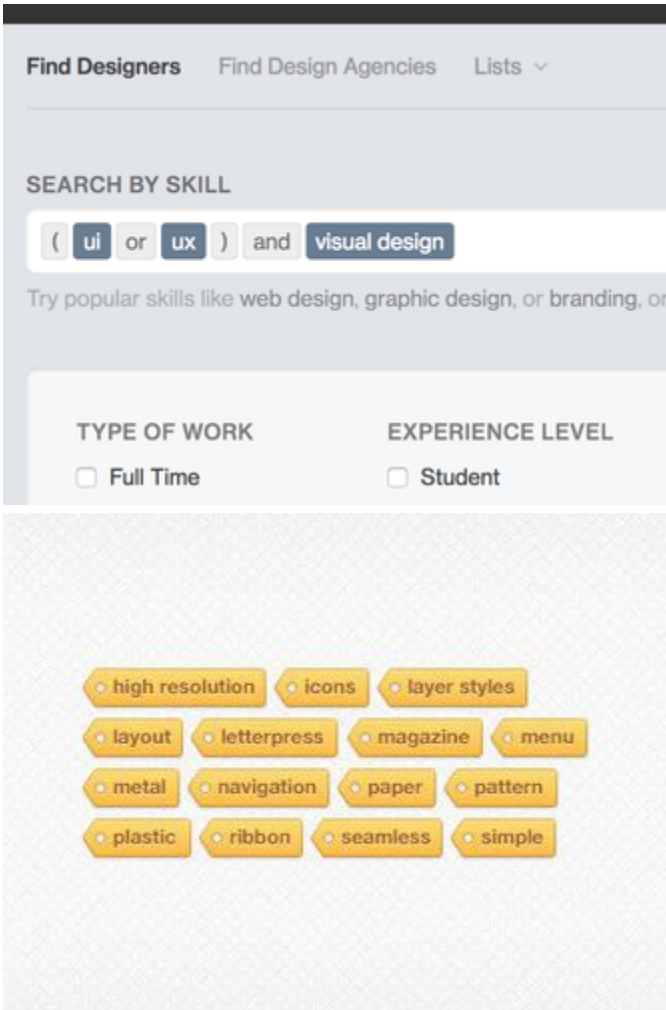 Find Designers Find Design Agencies Lists
SEARCH BY SKILL
( ui or ux ) and visual design
Try popular skills like web design, graphic design, or branding, or
TYPE OF WORK EXPERIENCE LEVEL
Full Time Student
high resolution icons layer styles
layout letterpress magazine menu
metal navigation paper pattern
plastic ribbon seamless simple